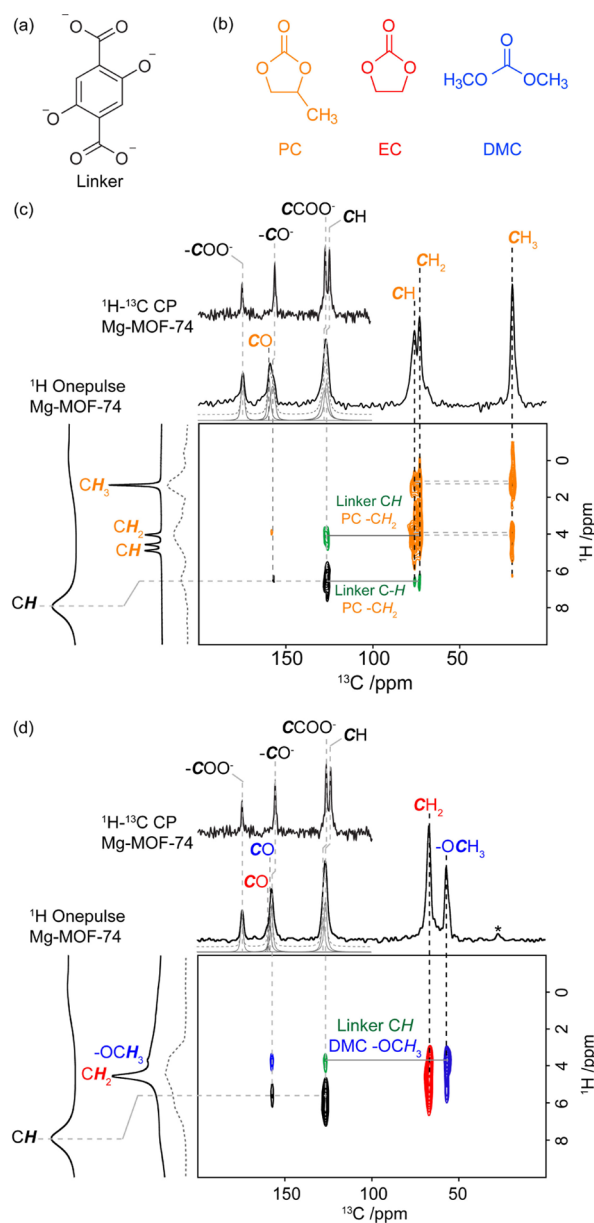 (a)
(b)
O
O
O⁻
O⁻
⁻O
O
O⁻
Linker
O
O
O
CH₃
PC
O
O
O
EC
O
H₃CO
OCH₃
DMC
(c)
-COO⁻
-CO⁻
CCOO⁻
CH
¹H-¹³C CP
Mg-MOF-74
CO
CH
CH₂
CH₃
¹H Onepulse
Mg-MOF-74
CH₃
CH₂
CH
CH
Linker CH
PC -CH₂
Linker C-H
PC -CH₂
0
2
4
6
8
¹H /ppm
150
100
50
¹³C /ppm
(d)
-COO⁻
-CO⁻
CCOO⁻
CH
¹H-¹³C CP
Mg-MOF-74
CO
CO
CH₂
-OCH₃
*
¹H Onepulse
Mg-MOF-74
-OCH₃
CH₂
CH
Linker CH
DMC -OCH₃
0
2
4
6
8
¹H /ppm
150
100
50
¹³C /ppm